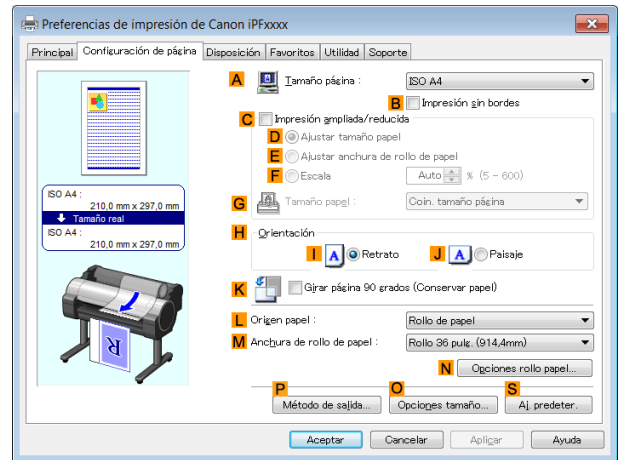 Preferencias de impresión de Canon iPFxxxx
Principal Configuración de página Disposición Favoritos Utilidad Soporte
A Tamaño página : ISO A4
B Impresión sin bordes
C Impresión ampliada/reducida
D Ajustar tamaño papel
E Ajustar anchura de rollo de papel
F Escala Auto % (5 - 600)
G Tamaño papel : Coin. tamaño página
ISO A4 :
210,0 mm x 297,0 mm
Tamaño real
ISO A4 :
210,0 mm x 297,0 mm
H Orientación
I A Retrato J A Paisaje
K Girar página 90 grados (Conservar papel)
L Origen papel : Rollo de papel
M Anchura de rollo de papel : Rollo 36 pulg. (914,4mm)
R
N Opciones rollo papel...
P O S
Método de salida... Opciones tamaño... Aj. predeter.
Aceptar Cancelar Aplicar Ayuda